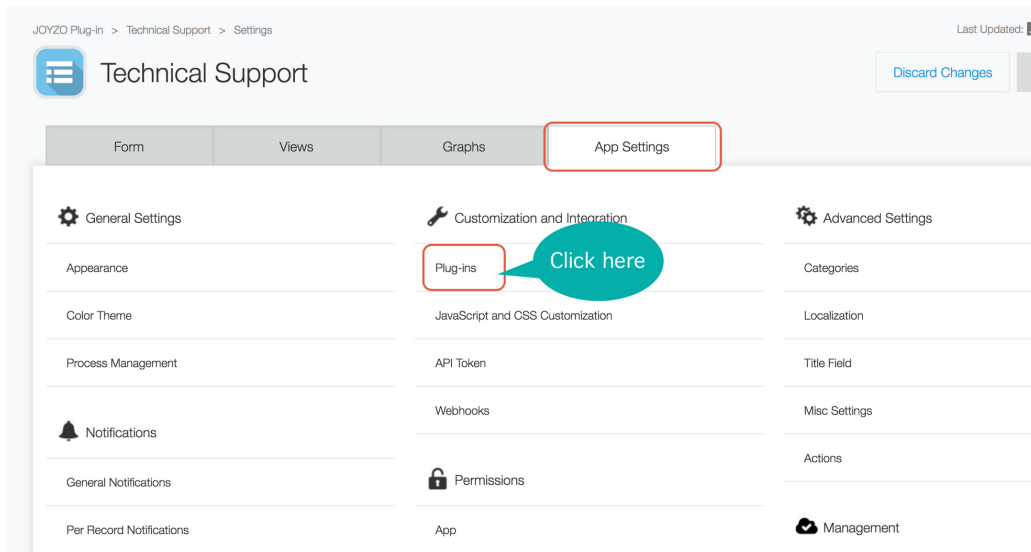 JOYZO Plug-in > Technical Support > Settings
Last Updated:
Technical Support
Discard Changes
Form
Views
Graphs
App Settings
General Settings
Appearance
Color Theme
Process Management
Notifications
General Notifications
Per Record Notifications
Customization and Integration
Plug-ins
Click here
JavaScript and CSS Customization
API Token
Webhooks
Permissions
App
Advanced Settings
Categories
Localization
Title Field
Misc Settings
Actions
Management